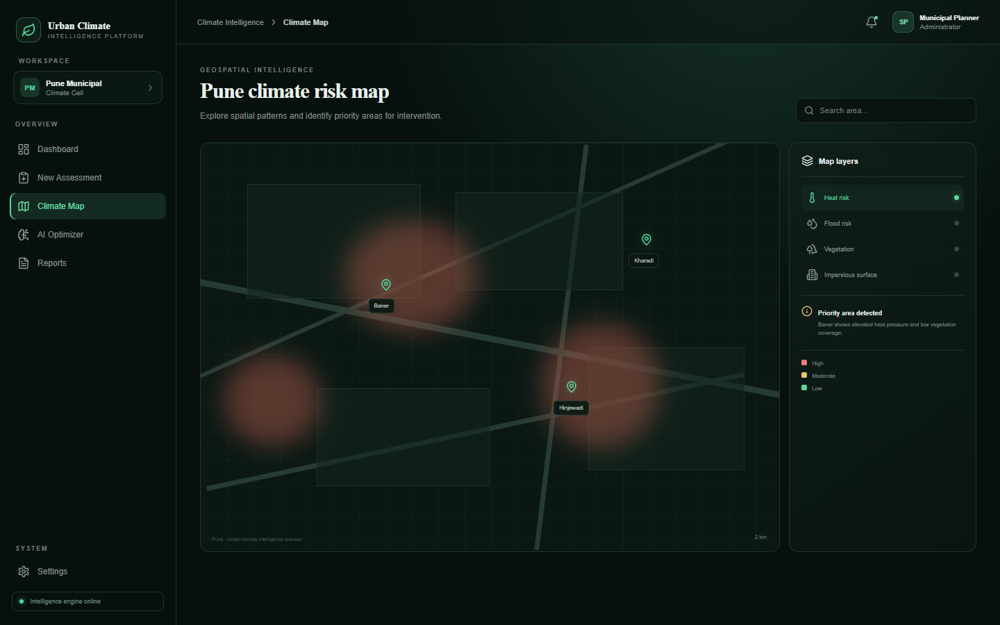 Urban Climate
INTELLIGENCE PLATFORM
WORKSPACE
PM
Pune Municipal
Climate Cell
OVERVIEW
Dashboard
New Assessment
Climate Map
AI Optimizer
Reports
SYSTEM
Settings
Intelligence engine online
Climate Intelligence
Climate Map
SP
Municipal Planner
Administrator
GEOSPATIAL INTELLIGENCE
Pune climate risk map
Explore spatial patterns and identify priority areas for intervention.
Search area...
Kharadi
Baner
Hinjewadi
Pune · Urban climate intelligence preview
2 km
Map layers
Heat risk
Flood risk
Vegetation
Impervious surface
Priority area detected
Baner shows elevated heat pressure and low vegetation
coverage.
High
Moderate
Low